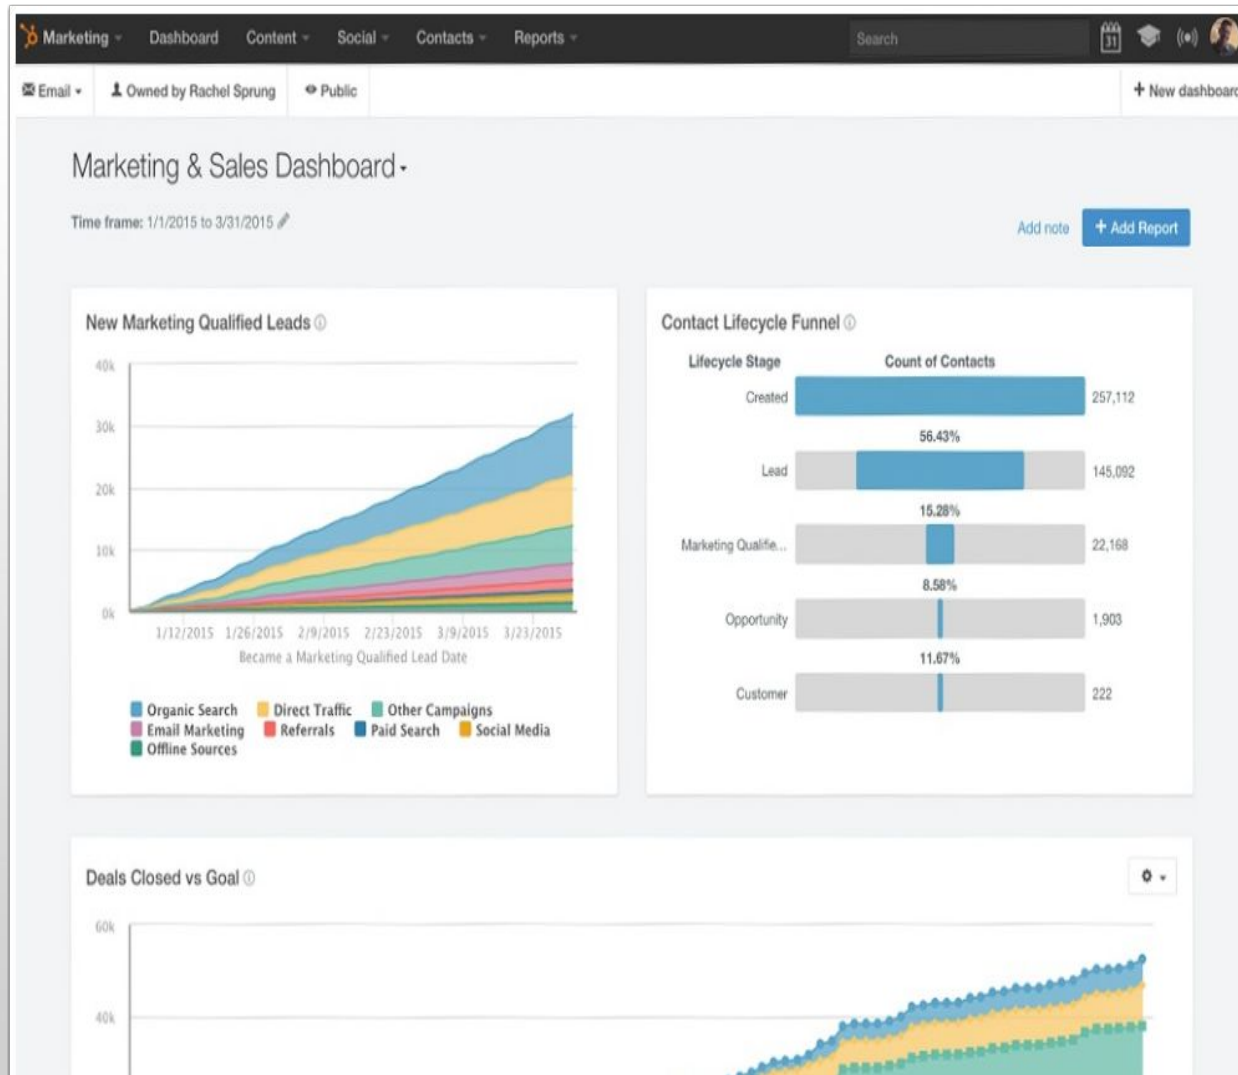 Marketing Dashboard Content Social Contacts Reports Search 31
Email Owned by Rachel Sprung Public + New dashboard
Marketing & Sales Dashboard
Time frame: 1/1/2015 to 3/31/2015
Add note + Add Report
New Marketing Qualified Leads
40k
30k
20k
10k
0k
1/12/2015 1/26/2015 2/9/2015 2/23/2015 3/9/2015 3/23/2015
Became a Marketing Qualified Lead Date
Organic Search Direct Traffic Other Campaigns
Email Marketing Referrals Paid Search Social Media
Offline Sources
Contact Lifecycle Funnel
Lifecycle Stage Count of Contacts
Created 257,112
56.43%
Lead 145,092
15.28%
Marketing Qualifie... 22,168
8.58%
Opportunity 1,903
11.67%
Customer 222
Deals Closed vs Goal
60k
40k